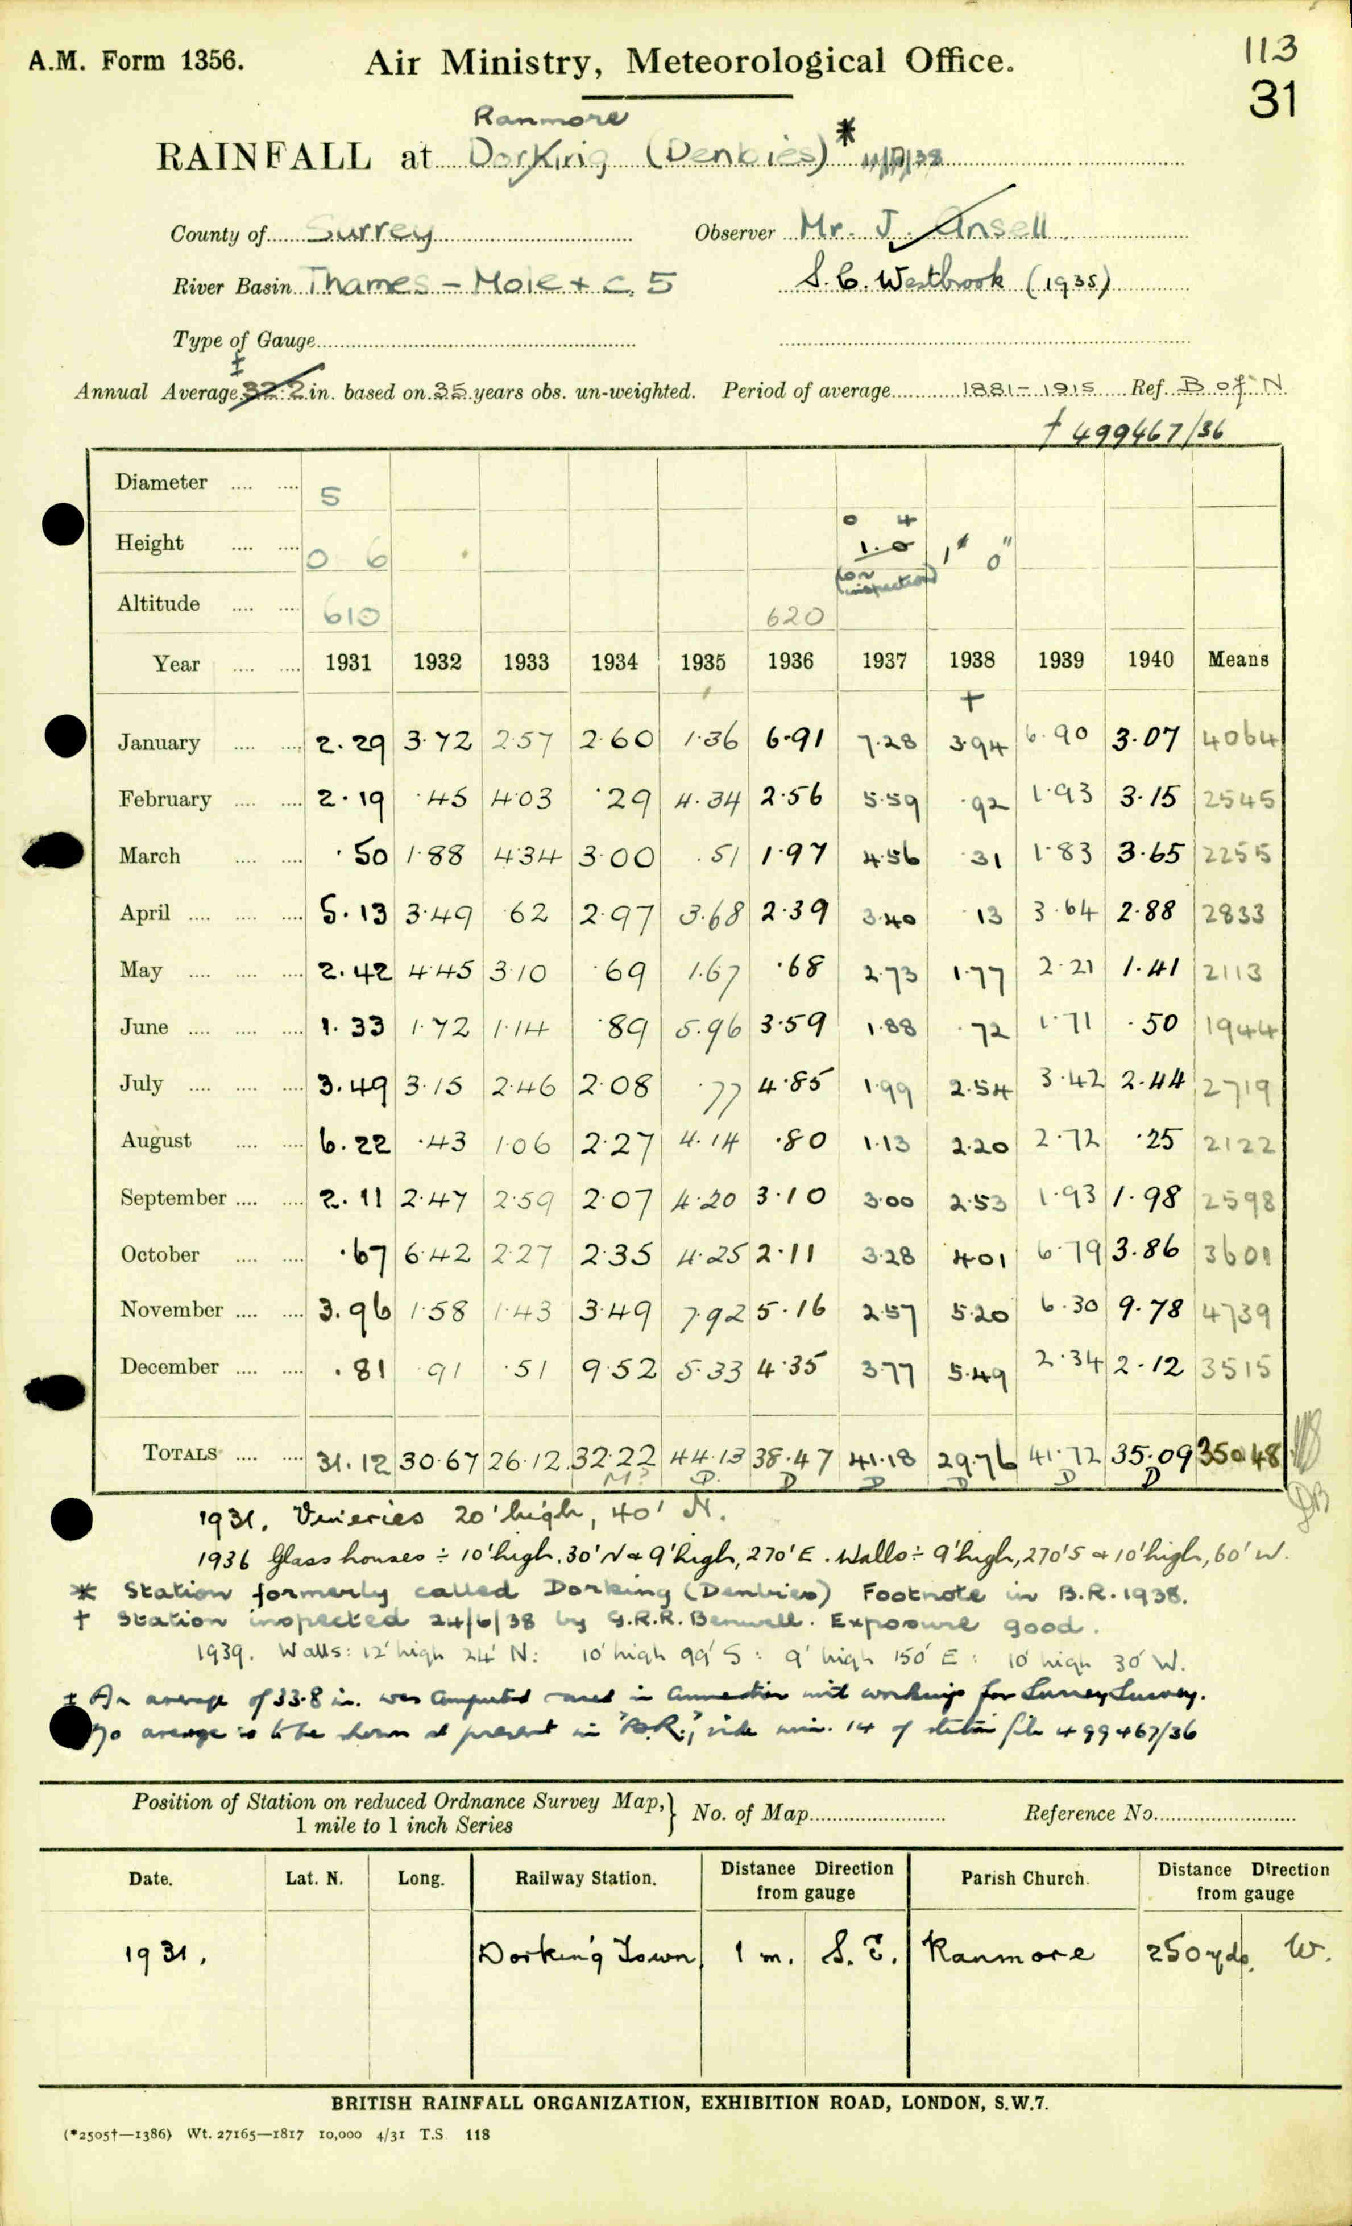 113
A.M. Form 1356. Air Ministry, Meteorological Office.
31
Ranmore
RAINFALL at Dorking (Denbies) *
County of Surrey Observer Mr. J. Ansell.
River Basin Thames - Mole + C. 5 S. C. Westbrook (1935)
Type of Gauge
‡
Annual Average 32.2 in. based on 35 years obs. un-weighted. Period of average 1881-1915 Ref. B of N
† 499467/36
Diameter 5
Height 0 6 0 4 1.0 (on inspection) 1' 0"
Altitude 610 620
Year 1931 1932 1933 1934 1935 1936 1937 1938 1939 1940 Means
†
January 2.29 3.72 2.57 2.60 1.36 6.91 7.28 3.94 6.90 3.07 4064
February 2.19 .45 4.03 .29 4.34 2.56 5.59 .92 1.93 3.15 2545
March .50 1.88 4.34 3.00 .51 1.97 4.56 .31 1.83 3.65 2255
April 5.13 3.49 .62 2.97 3.68 2.39 3.40 .13 3.64 2.88 2833
May 2.42 4.45 3.10 .69 1.67 .68 2.73 1.77 2.21 1.41 2113
June 1.33 1.72 1.14 .89 5.96 3.59 1.88 .72 1.71 .50 1944
July 3.49 3.15 2.46 2.08 .77 4.85 1.99 2.54 3.42 2.44 2719
August 6.22 .43 1.06 2.27 4.14 .80 1.13 2.20 2.72 .25 2122
September 2.11 2.47 2.59 2.07 4.20 3.10 3.00 2.53 1.93 1.98 2598
October .67 6.42 2.27 2.35 4.25 2.11 3.28 4.01 6.79 3.86 3601
November 3.96 1.58 1.43 3.49 7.92 5.16 2.57 5.20 6.30 9.78 4739
December .81 .91 .51 9.52 5.33 4.35 3.77 5.49 2.34 2.12 3515
TOTALS 31.12 30.67 26.12 32.22 44.13 38.47 41.18 29.76 41.72 35.09 35048
M? D. D D D D D
1931. Vineries 20' high, 40' N.
1936 Glass houses ÷ 10' high, 30' N & 9' high, 270' E. Walls ÷ 9' high, 270' S & 10' high, 60' W.
* Station formerly called Dorking (Denbies) Footnote in B.R. 1938.
† Station inspected 24/6/38 by G.R.R. Benwell. Exposure good.
1939. Walls: 12' high 24' N: 10' high 99' S: 9' high 150' E: 10' high 30' W.
‡ An average of 33.8 in. was computed used in connection with workings for Surrey Survey.
No average is to be shown at present in "B.R.", vide min. 14 of station file 499467/36
Position of Station on reduced Ordnance Survey Map, } No. of Map Reference No.
1 mile to 1 inch Series
Date. Lat. N. Long. Railway Station. Distance Direction from gauge Parish Church. Distance Direction from gauge
1931. Dorking Town 1 m. S. E. Ranmore 250 yds. W.
BRITISH RAINFALL ORGANIZATION, EXHIBITION ROAD, LONDON, S.W.7.
(*2505†—1386) Wt. 27165—1817 10,000 4/31 T.S 118